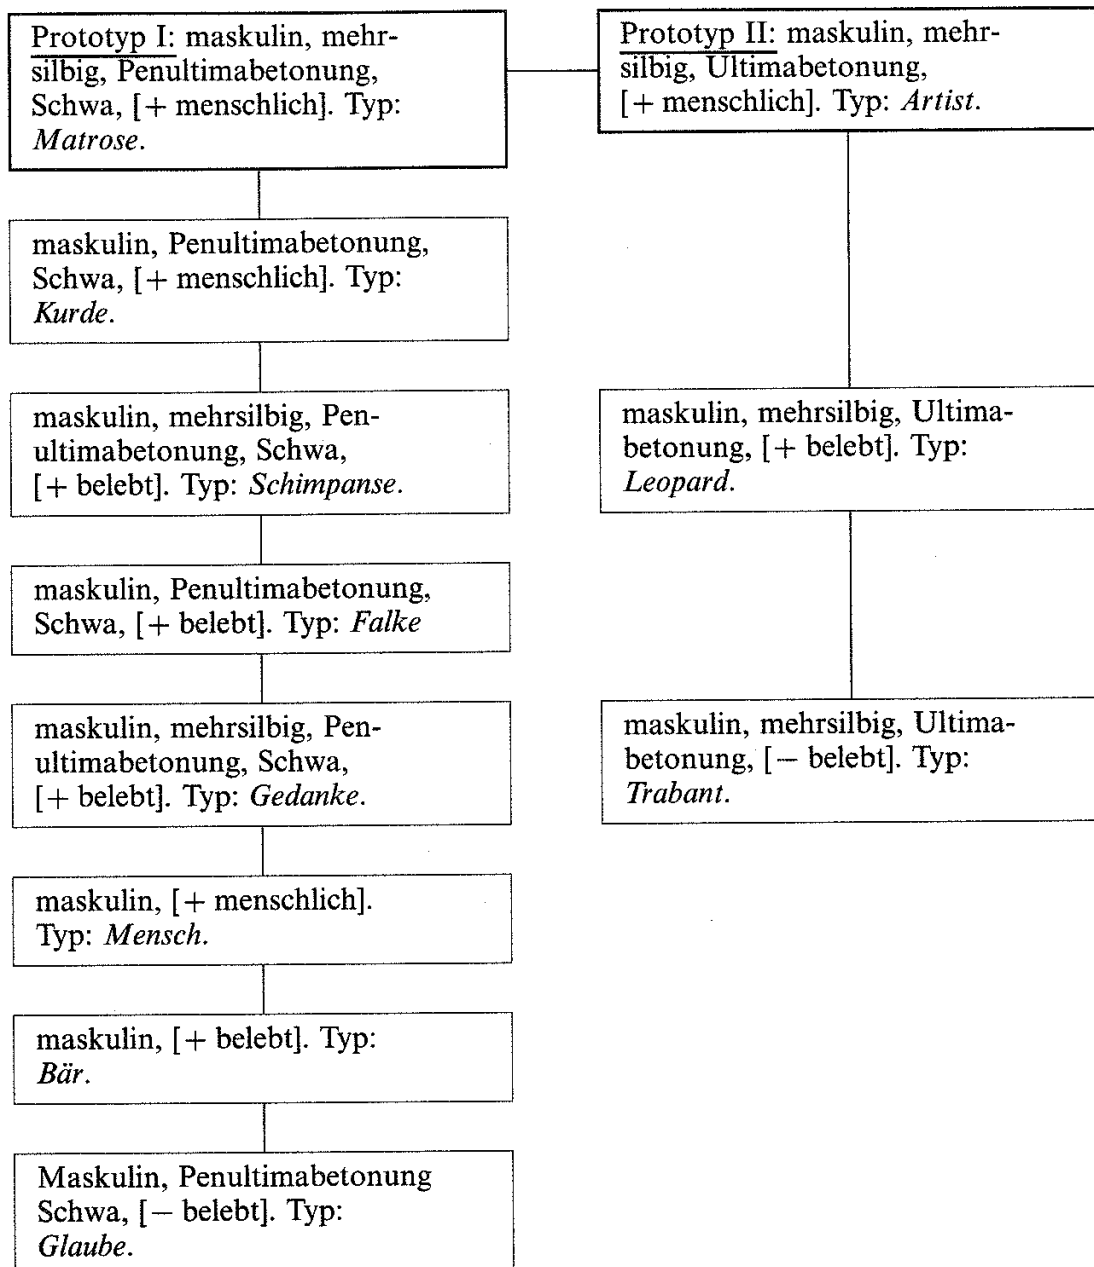 Prototyp I: maskulin, mehr-
silbig, Penultimabetonung,
Schwa, [+ menschlich]. Typ:
Matrose.
Prototyp II: maskulin, mehr-
silbig, Ultimabetonung,
[+ menschlich]. Typ: Artist.
maskulin, Penultimabetonung,
Schwa, [+ menschlich]. Typ:
Kurde.
maskulin, mehrsilbig, Pen-
ultimabetonung, Schwa,
[+ belebt]. Typ: Schimpanse.
maskulin, mehrsilbig, Ultima-
betonung, [+ belebt]. Typ:
Leopard.
maskulin, Penultimabetonung,
Schwa, [+ belebt]. Typ: Falke
maskulin, mehrsilbig, Pen-
ultimabetonung, Schwa,
[+ belebt]. Typ: Gedanke.
maskulin, mehrsilbig, Ultima-
betonung, [− belebt]. Typ:
Trabant.
maskulin, [+ menschlich].
Typ: Mensch.
maskulin, [+ belebt]. Typ:
Bär.
Maskulin, Penultimabetonung
Schwa, [− belebt]. Typ:
Glaube.